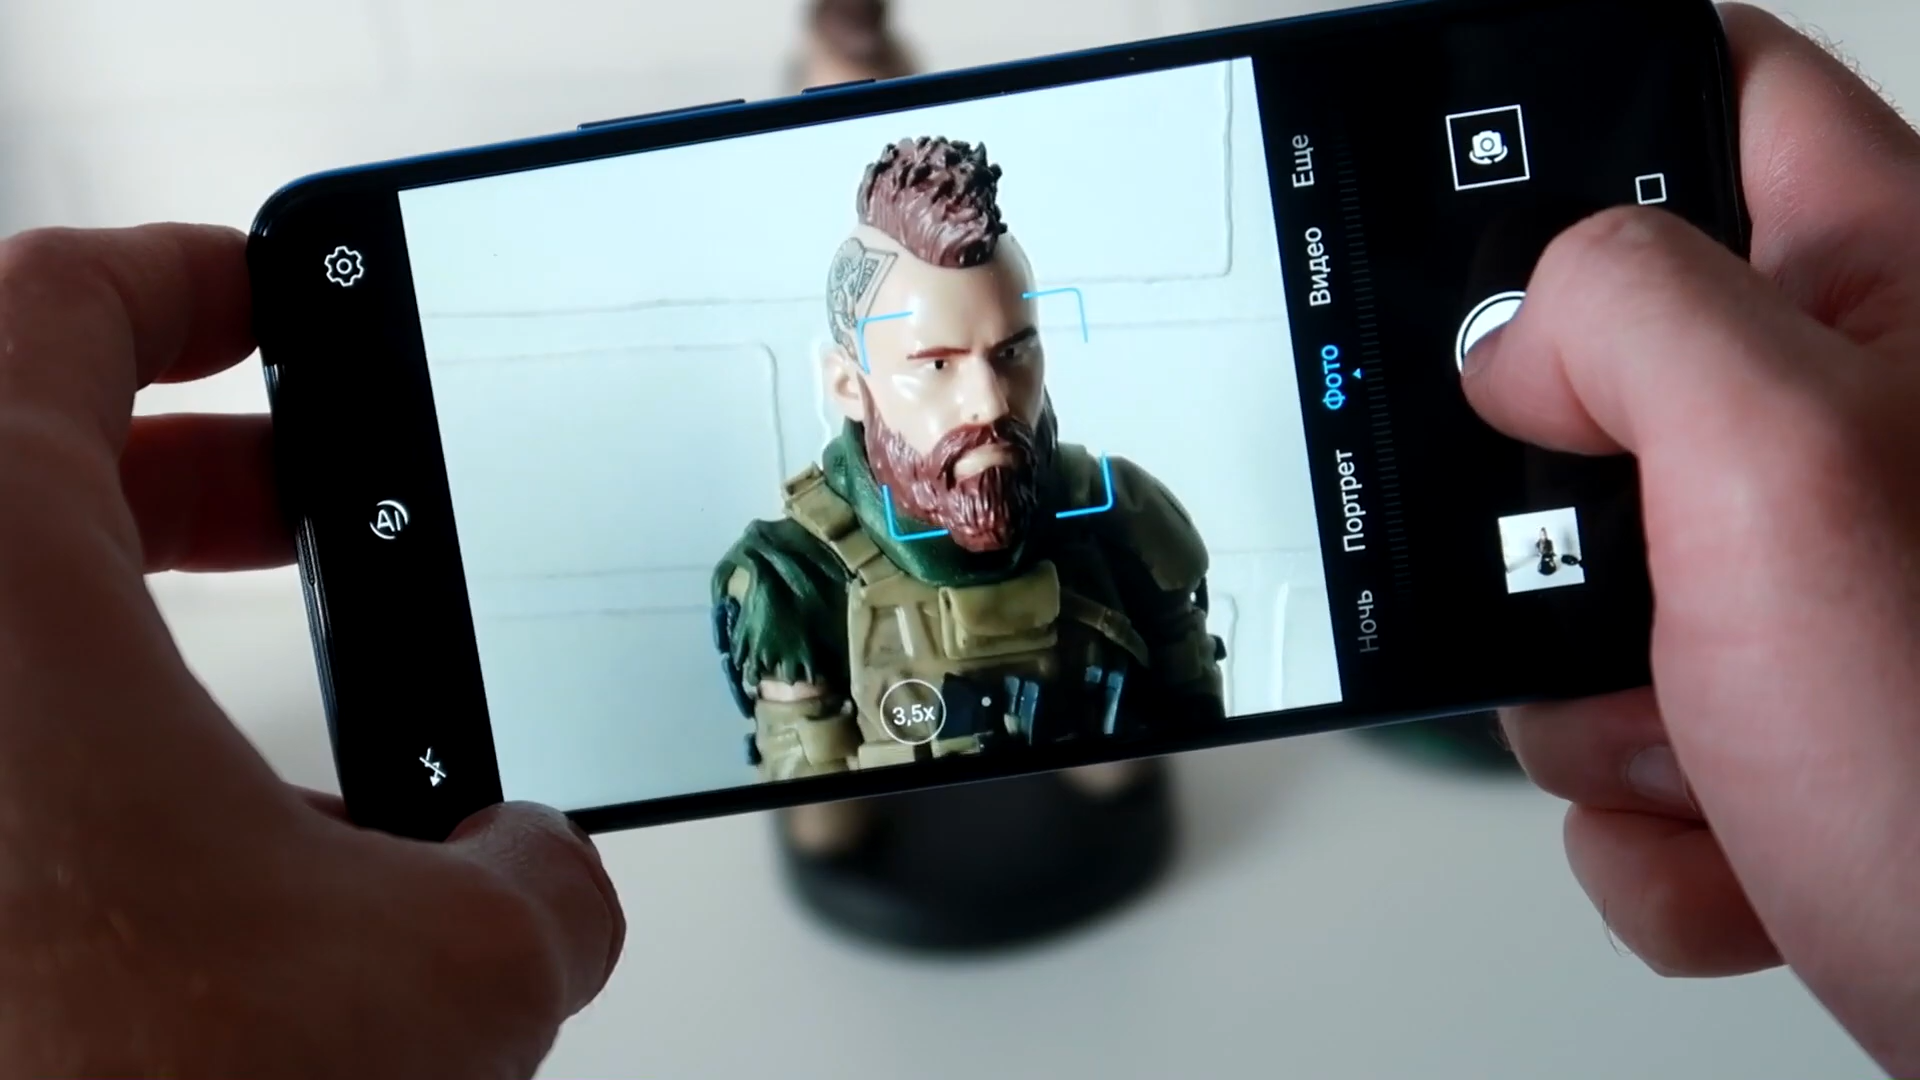 Еще
Видео
Фото
Портрет
Ночь
AI
3,5x